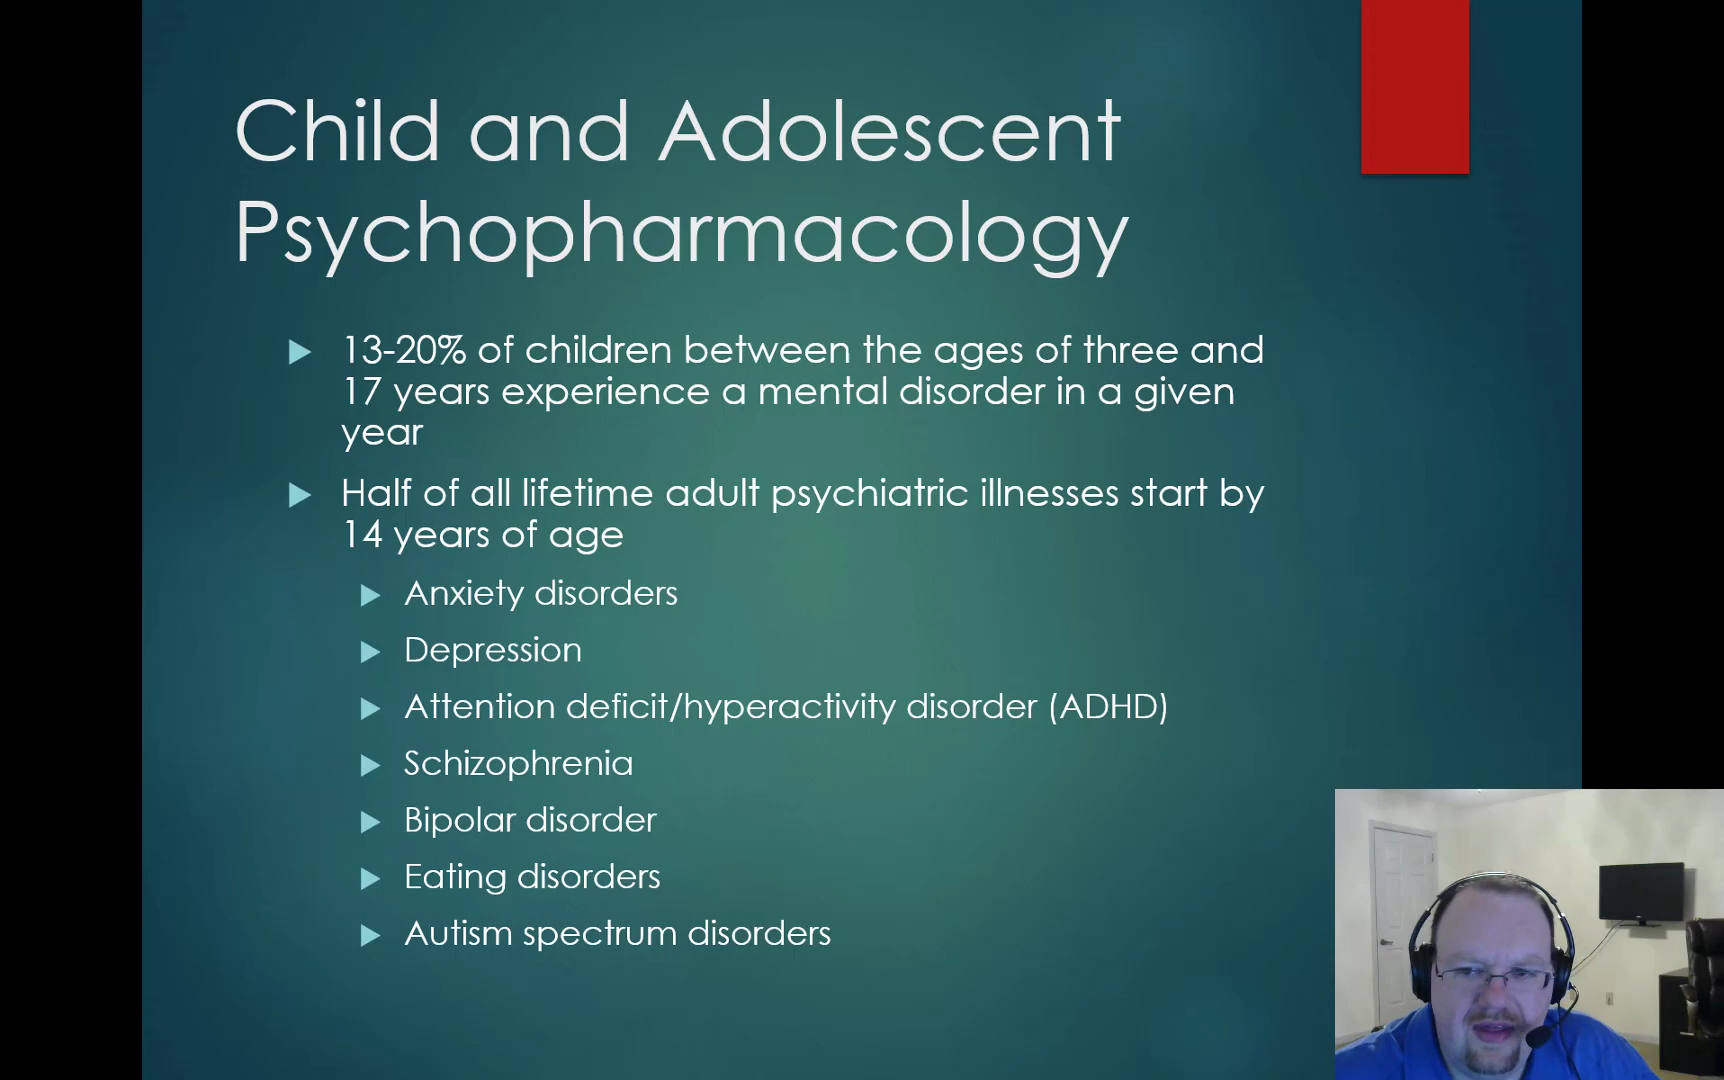 Child and Adolescent
Psychopharmacology
13-20% of children between the ages of three and
17 years experience a mental disorder in a given
year
Half of all lifetime adult psychiatric illnesses start by
14 years of age
Anxiety disorders
Depression
Attention deficit/hyperactivity disorder (ADHD)
Schizophrenia
Bipolar disorder
Eating disorders
Autism spectrum disorders